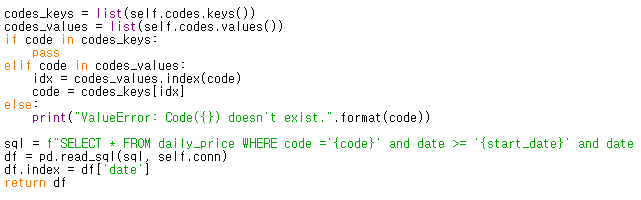 codes_keys = list(self.codes.keys())
codes_values = list(self.codes.values())
if code in codes_keys:
    pass
elif code in codes_values:
    idx = codes_values.index(code)
    code = codes_keys[idx]
else:
    print("ValueError: Code({}) doesn't exist.".format(code))

sql = f"SELECT * FROM daily_price WHERE code ='{code}' and date >= '{start_date}' and date
df = pd.read_sql(sql, self.conn)
df.index = df['date']
return df